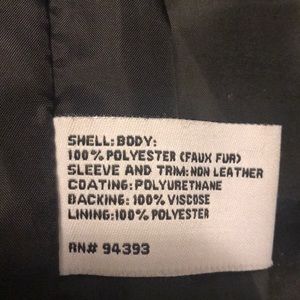 SHELL: BODY:
100% POLYESTER (FAUX FUR)
SLEEVE AND TRIM: NON LEATHER
COATING: POLYURETHANE
BACKING: 100% VISCOSE
LINING: 100% POLYESTER
RN# 94393